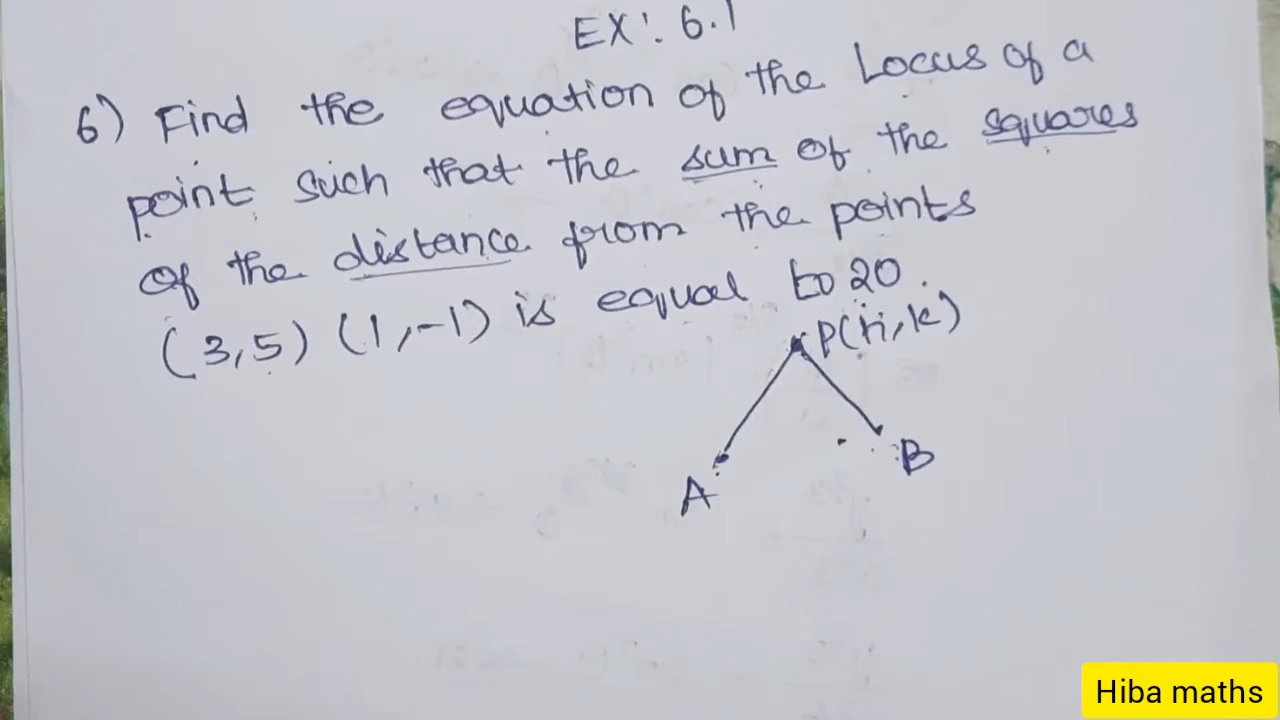 EX: 6.1
6) Find the equation of the Locus of a
point such that the sum of the squares
of the distance from the points
(3,5) (1,-1) is equal to 20.
P(h,k)
A
B
Hiba maths